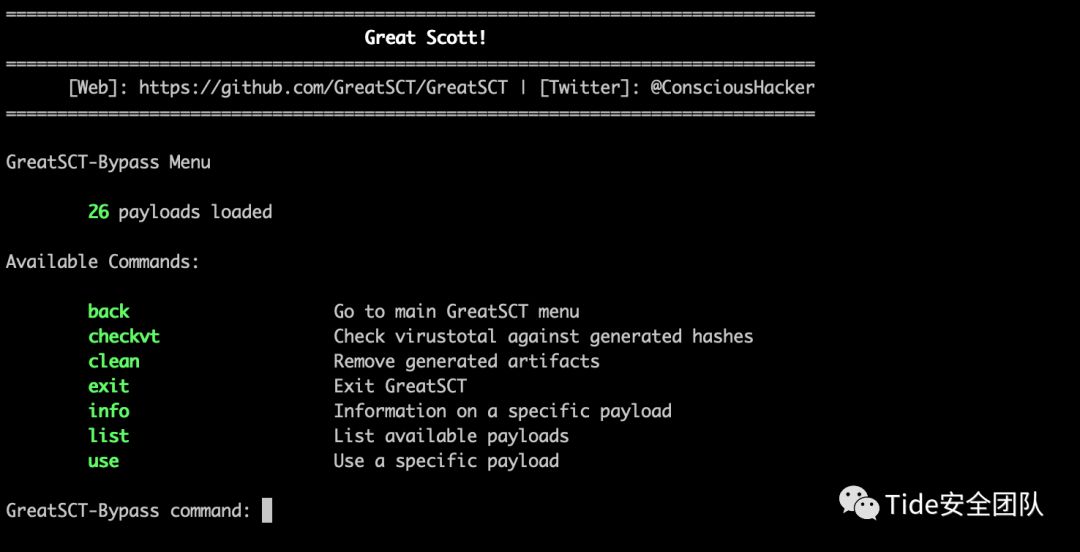 ===============================================================================
Great Scott!
===============================================================================
[Web]: https://github.com/GreatSCT/GreatSCT | [Twitter]: @ConsciousHacker
===============================================================================
GreatSCT-Bypass Menu
26 payloads loaded
Available Commands:
back Go to main GreatSCT menu
checkvt Check virustotal against generated hashes
clean Remove generated artifacts
exit Exit GreatSCT
info Information on a specific payload
list List available payloads
use Use a specific payload
GreatSCT-Bypass command:
Tide安全团队